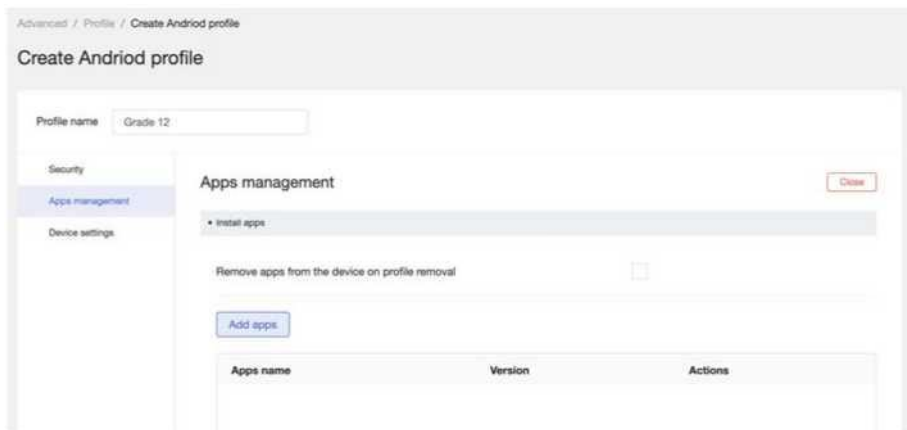 Advanced / Profile / Create Andriod profile
Create Andriod profile
Profile name Grade 12
Security
Apps management
Device settings
Apps management Close
• Install apps
Remove apps from the device on profile removal
Add apps
Apps name Version Actions